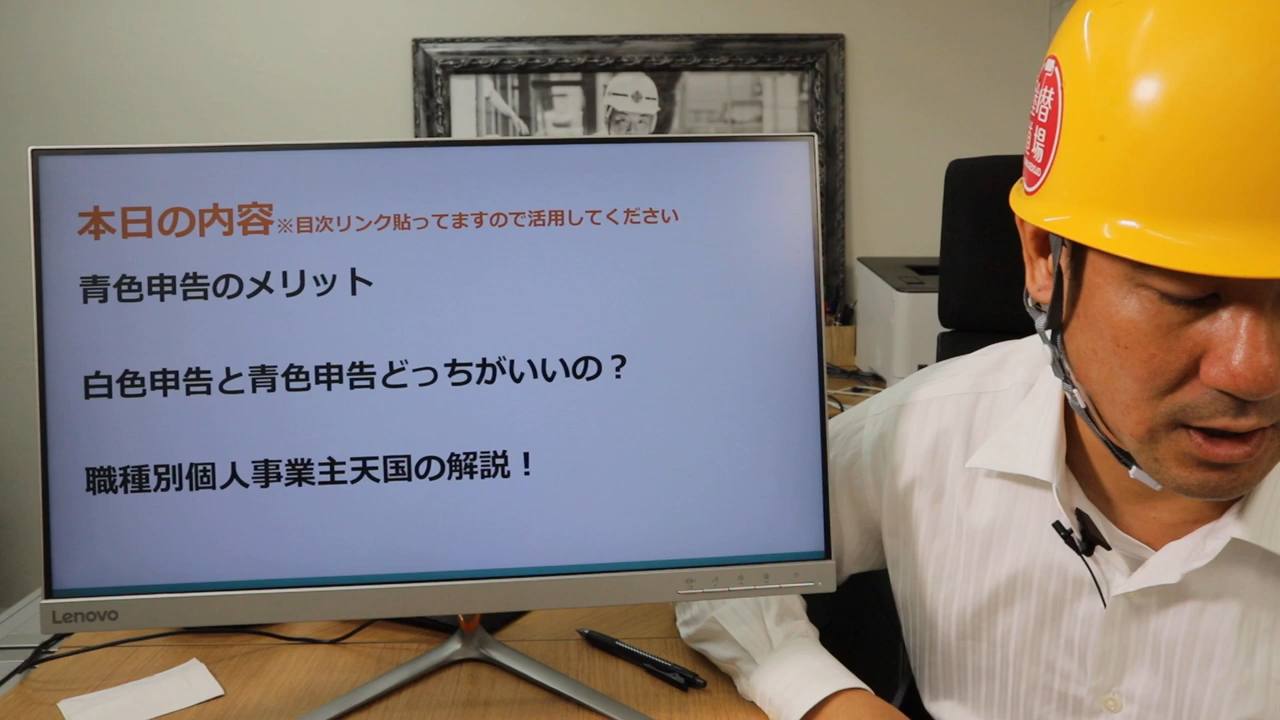 本日の内容※目次リンク貼ってますので活用してください
青色申告のメリット
白色申告と青色申告どっちがいいの？
職種別個人事業主天国の解説！
Lenovo